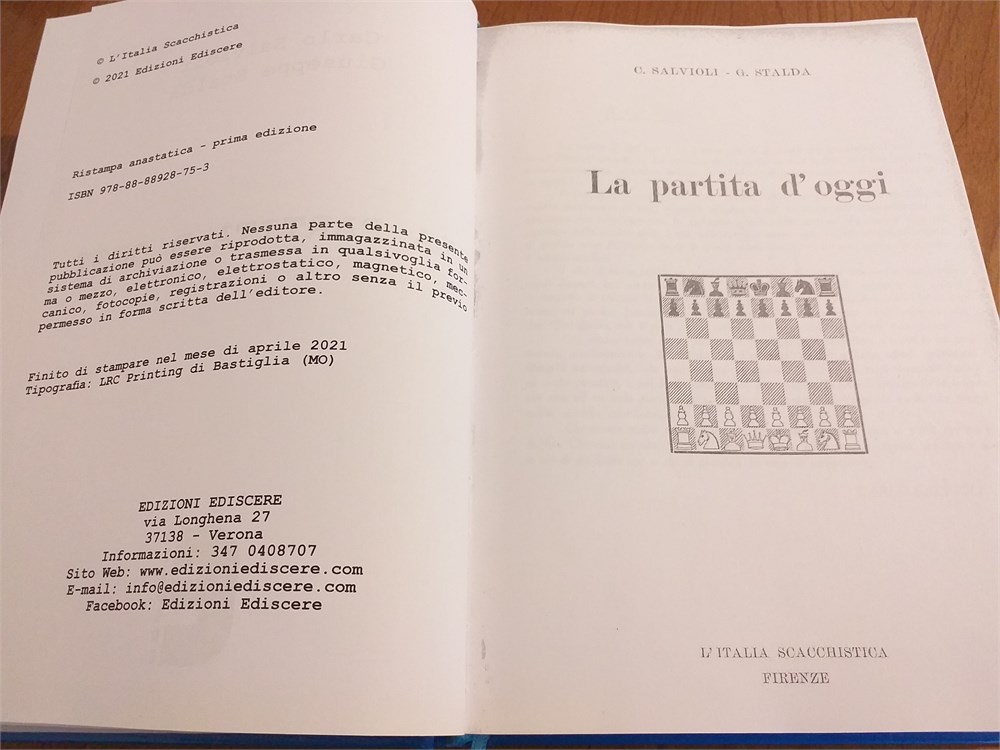 © L'Italia Scacchistica
© 2021 Edizioni Ediscere
Ristampa anastatica - prima edizione
ISBN 978-88-88928-75-3
Tutti i diritti riservati. Nessuna parte della presente
pubblicazione può essere riprodotta, immagazzinata in un
sistema di archiviazione o trasmessa in qualsivoglia for-
ma o mezzo, elettronico, elettrostatico, magnetico, mec-
canico, fotocopie, registrazioni o altro senza il previo
permesso in forma scritta dell'editore.
Finito di stampare nel mese di aprile 2021
Tipografia: LRC Printing di Bastiglia (MO)
EDIZIONI EDISCERE
via Longhena 27
37138 - Verona
Informazioni: 347 0408707
Sito Web: www.edizioniediscere.com
E-mail: info@edizioniediscere.com
Facebook: Edizioni Ediscere
C. SALVIOLI - G. STALDA
La partita d'oggi
L'ITALIA SCACCHISTICA
FIRENZE